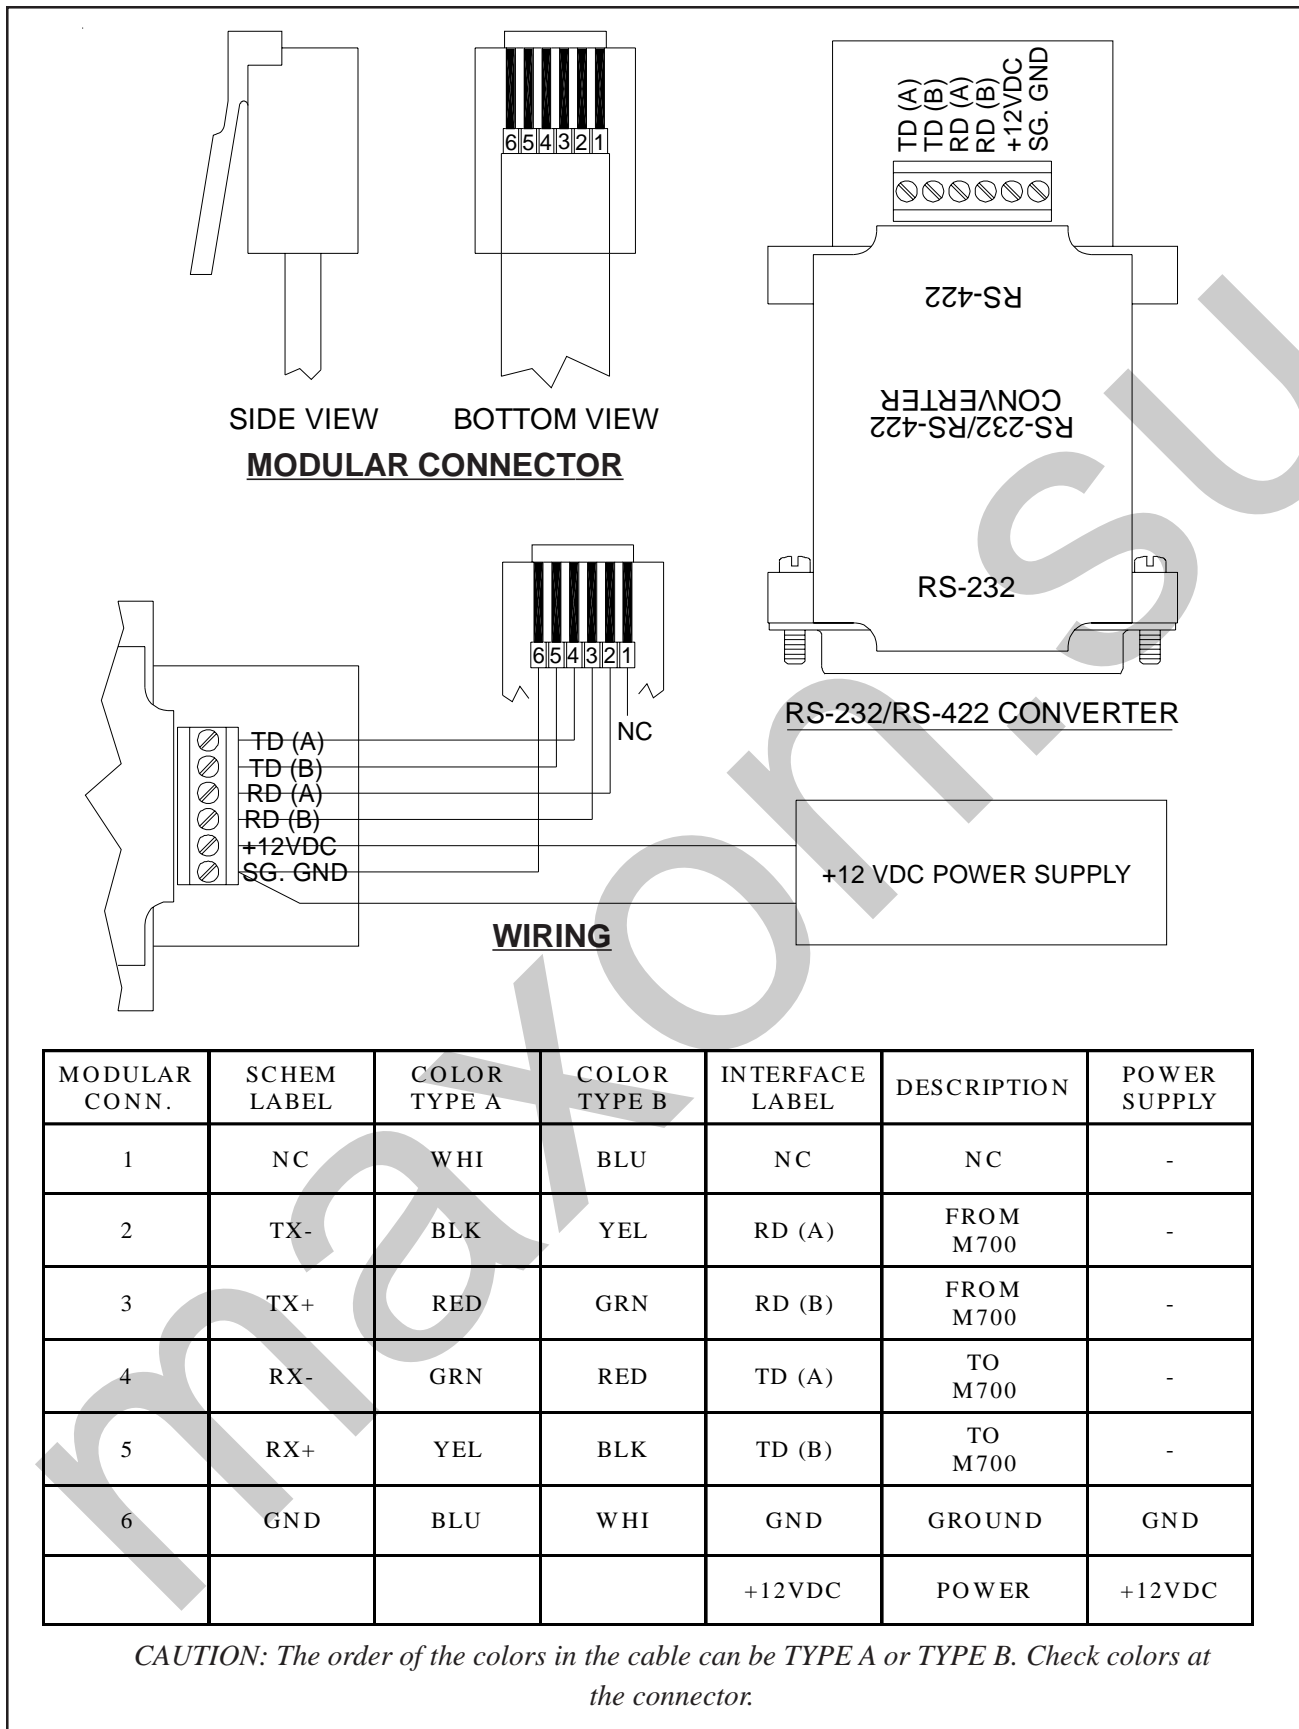 6 5 4 3 2 1
SIDE VIEW
BOTTOM VIEW
MODULAR CONNECTOR
TD (A)
TD (B)
RD (A)
RD (B)
+12VDC
SG. GND
RS-422
RS-232/RS-422
CONVERTER
RS-232
RS-232/RS-422 CONVERTER
6 5 4 3 2 1
NC
TD (A)
TD (B)
RD (A)
RD (B)
+12VDC
SG. GND
+12 VDC POWER SUPPLY
WIRING
MODULAR CONN. SCHEM LABEL COLOR TYPE A COLOR TYPE B INTERFACE LABEL DESCRIPTION POWER SUPPLY
1 NC WHI BLU NC NC -
2 TX- BLK YEL RD (A) FROM M700 -
3 TX+ RED GRN RD (B) FROM M700 -
4 RX- GRN RED TD (A) TO M700 -
5 RX+ YEL BLK TD (B) TO M700 -
6 GND BLU WHI GND GROUND GND
+12VDC POWER +12VDC
CAUTION: The order of the colors in the cable can be TYPE A or TYPE B. Check colors at
the connector.
maxon.su